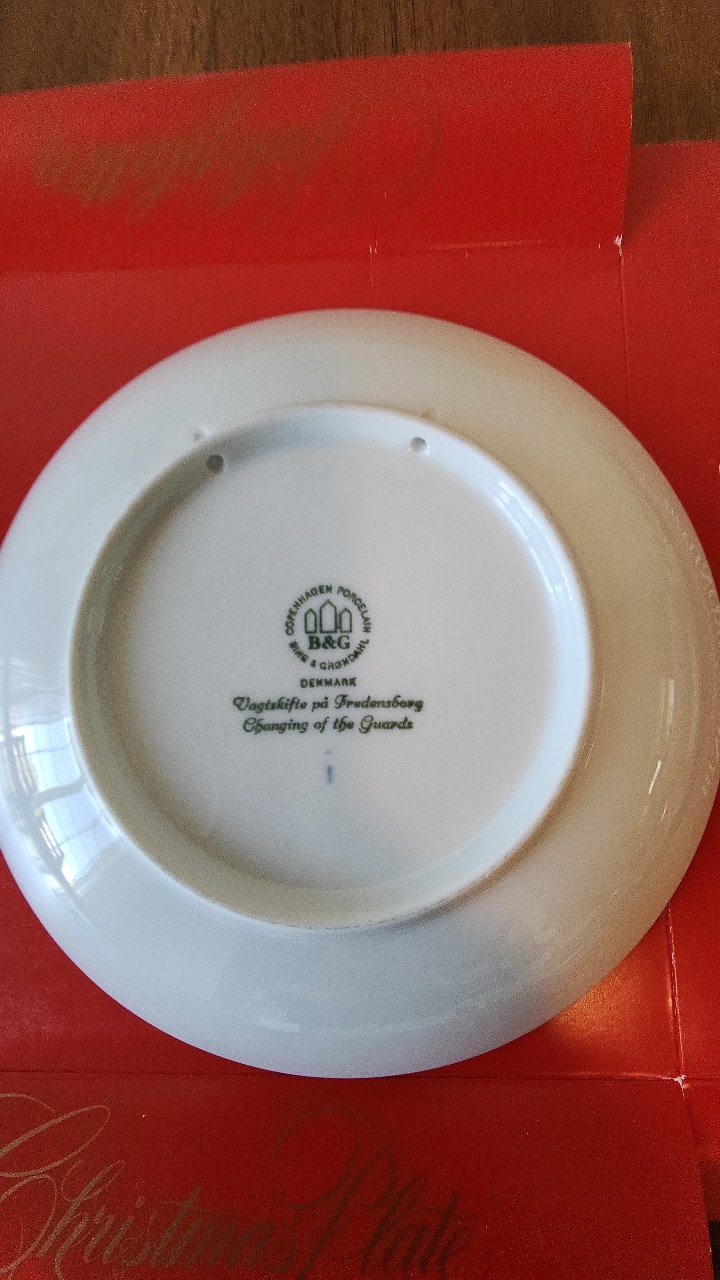 COPENHAGEN PORCELAIN
B&G
BING & GRØNDAHL
DENMARK
Vagtskifte på Fredensborg
Changing of the Guards
Christmas Plate